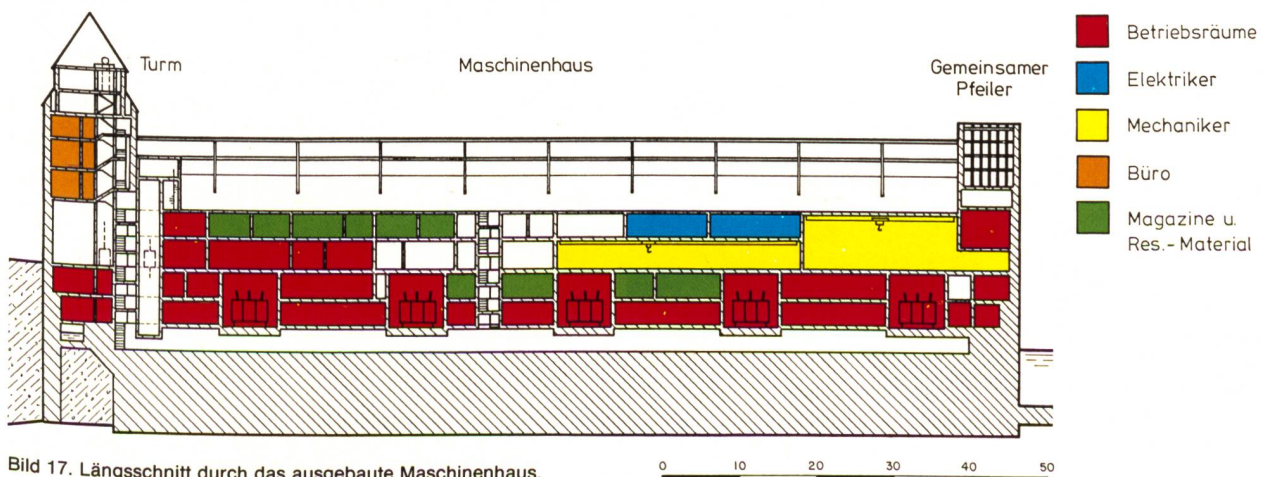 Turm
Maschinenhaus
Gemeinsamer
Pfeiler
Betriebsräume
Elektriker
Mechaniker
Büro
Magazine u.
Res.-Material
Bild 17. Längsschnitt durch das ausgebaute Maschinenhaus.
0 10 20 30 40 50